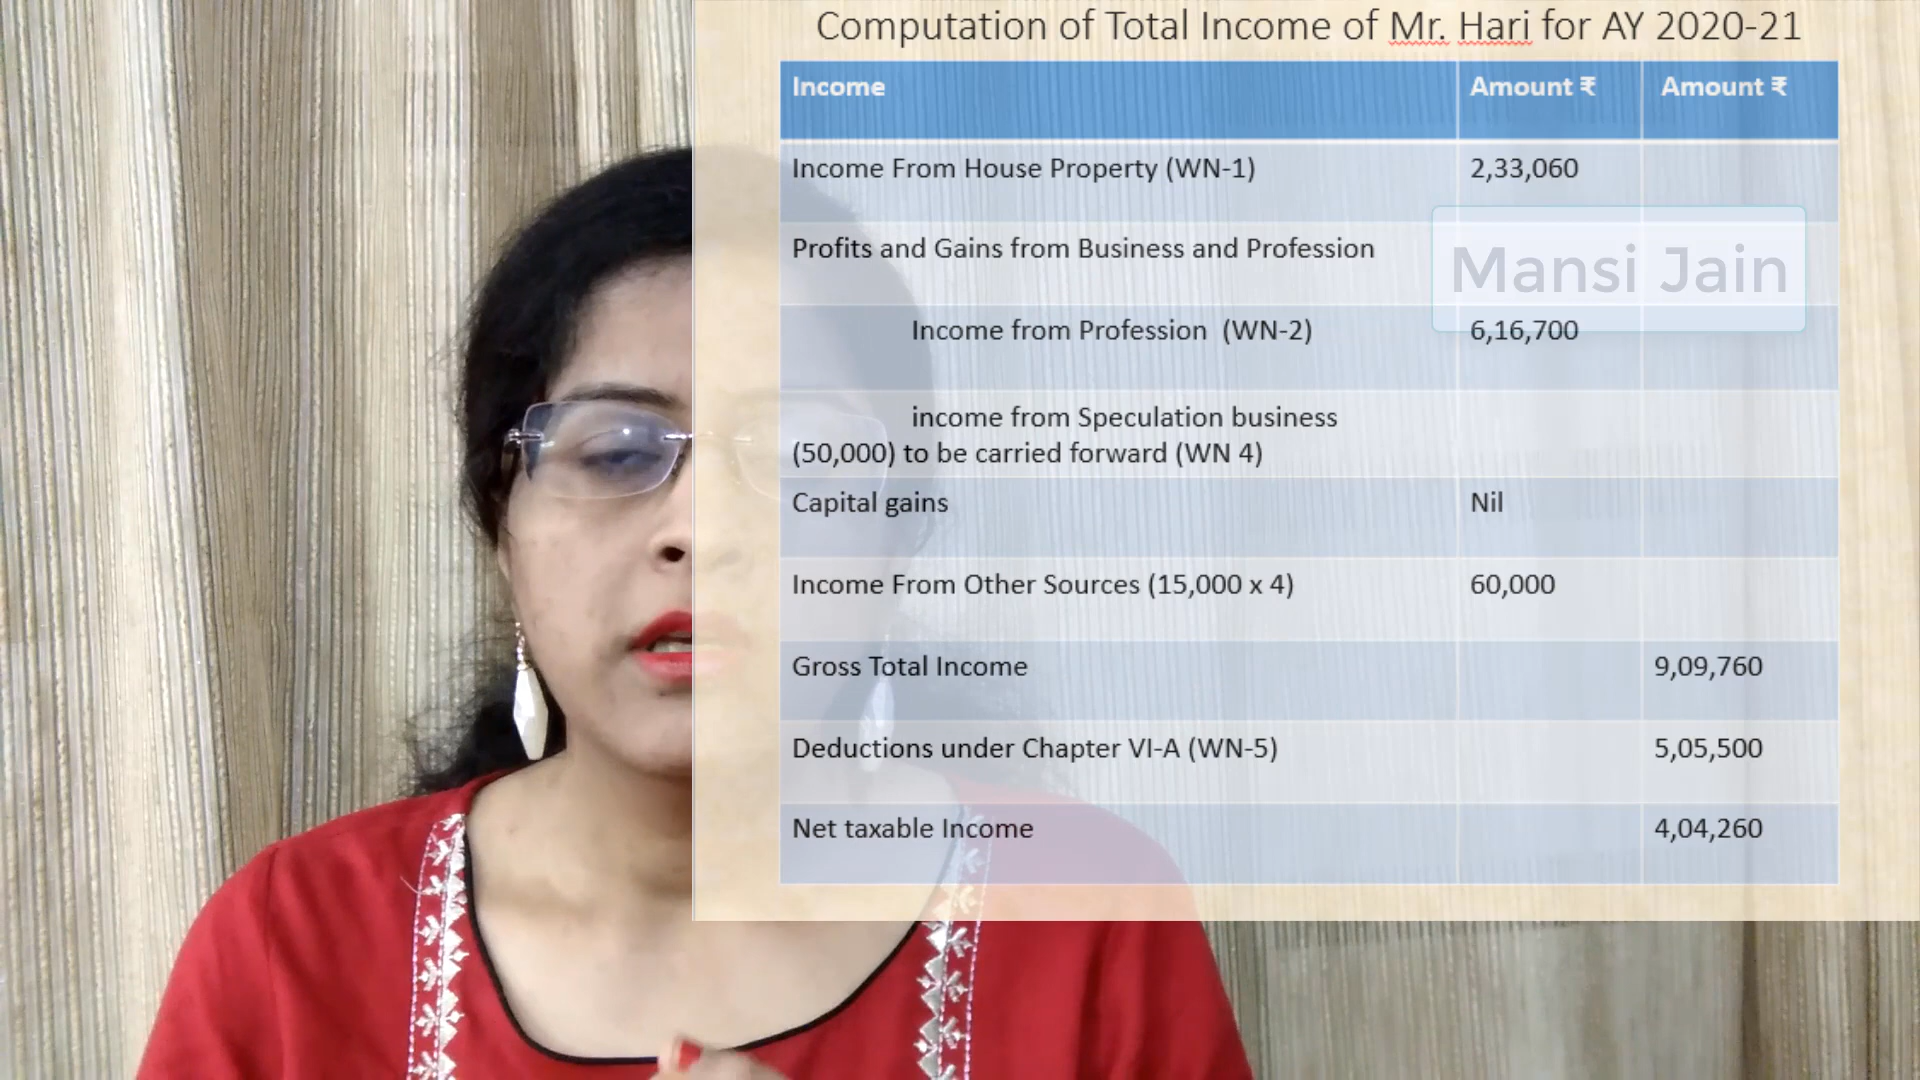 Computation of Total Income of Mr. Hari for AY 2020-21
Income Amount ₹ Amount ₹
Income From House Property (WN-1) 2,33,060
Profits and Gains from Business and Profession
Mansi Jain
Income from Profession (WN-2) 6,16,700
income from Speculation business
(50,000) to be carried forward (WN 4)
Capital gains Nil
Income From Other Sources (15,000 x 4) 60,000
Gross Total Income 9,09,760
Deductions under Chapter VI-A (WN-5) 5,05,500
Net taxable Income 4,04,260